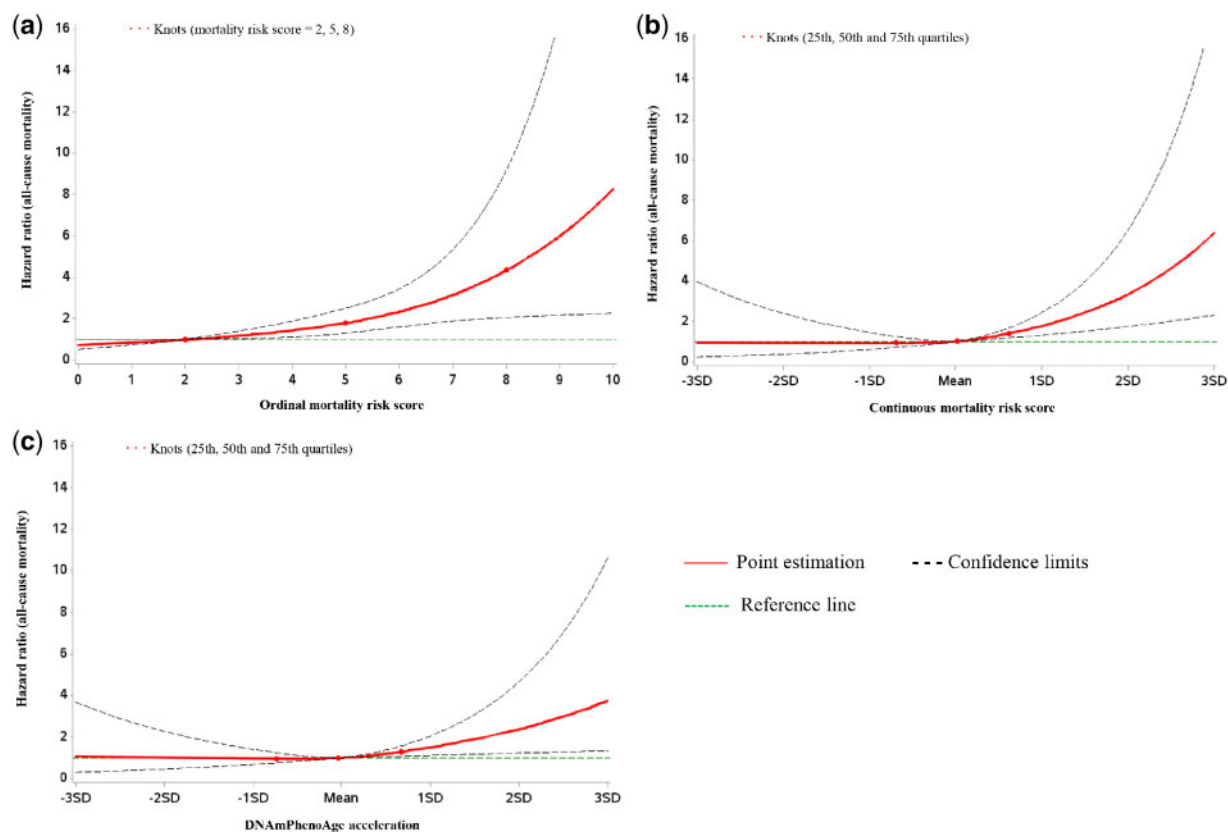 (a)
Knots (mortality risk score = 2, 5, 8)
16
14
12
10
8
6
4
2
0
Hazard ratio (all-cause mortality)
0 1 2 3 4 5 6 7 8 9 10
Ordinal mortality risk score
(b)
Knots (25th, 50th and 75th quartiles)
16
14
12
10
8
6
4
2
0
Hazard ratio (all-cause mortality)
-3SD -2SD -1SD Mean 1SD 2SD 3SD
Continuous mortality risk score
(c)
Knots (25th, 50th and 75th quartiles)
16
14
12
10
8
6
4
2
0
Hazard ratio (all-cause mortality)
-3SD -2SD -1SD Mean 1SD 2SD 3SD
DNAmPhenoAge acceleration
Point estimation
Confidence limits
Reference line